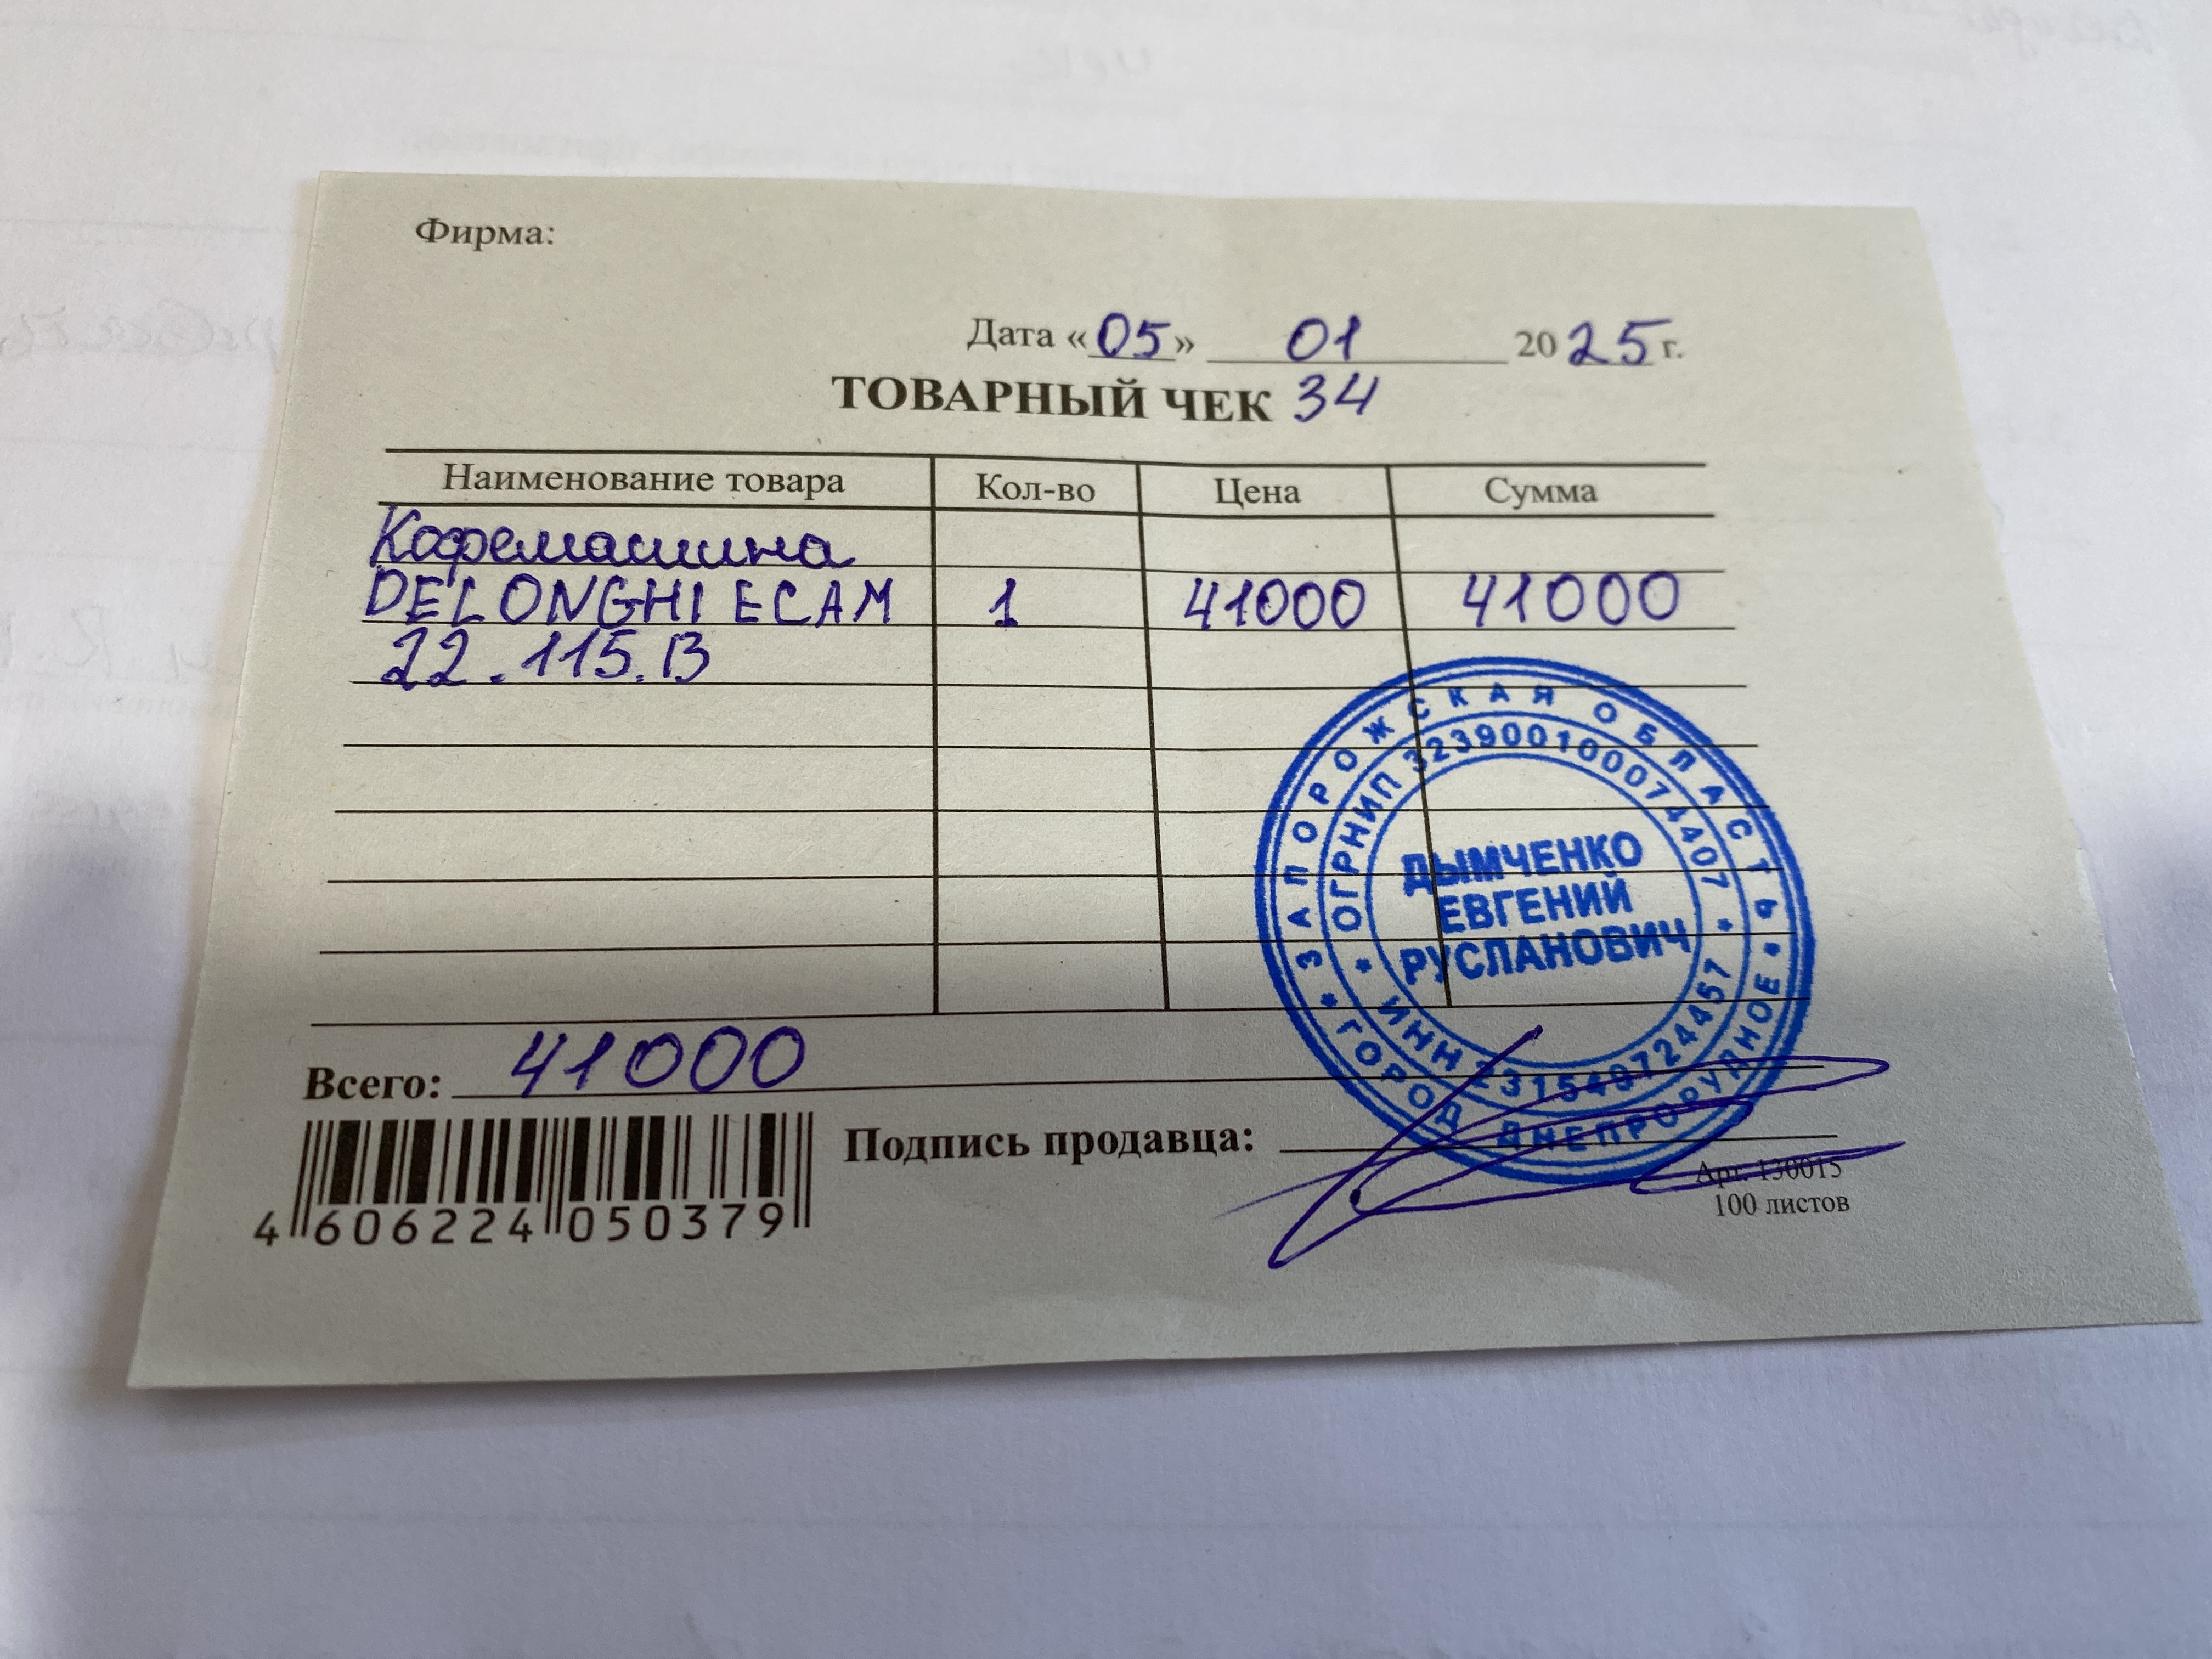 Фирма:
Дата «05» 01 2025 г.
ТОВАРНЫЙ ЧЕК 34
Наименование товара Кол-во Цена Сумма
Кофемашина
DELONGHI ECAM 1 41000 41000
22.115.B
ЗАПОРОЖСКАЯ ОБЛАСТЬ
* ОГРНИП 323900100074407 *
ДЫМЧЕНКО
ЕВГЕНИЙ
РУСЛАНОВИЧ
ИНН 231549724457
* ГОРОД ДНЕПРОРУДНОЕ *
Всего: 41000
Подпись продавца:
Арт. 130015
100 листов
4 606224 050379